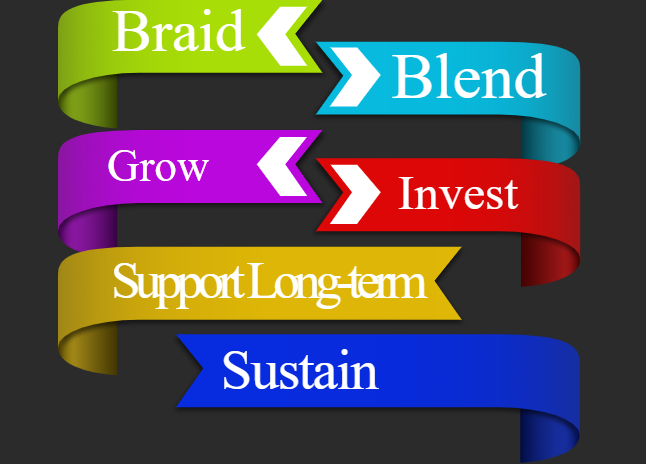 Braid
Blend
Grow
Invest
Support Long-term
Sustain